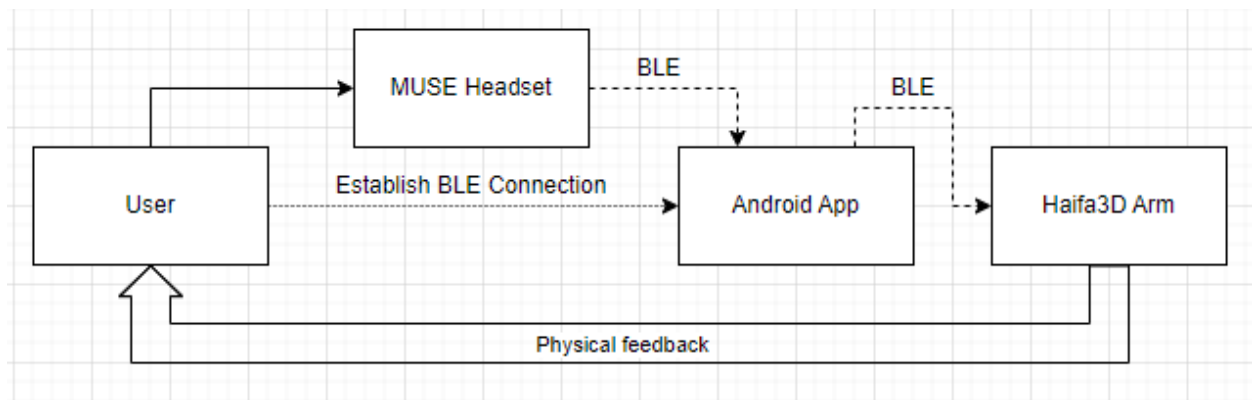 MUSE Headset
BLE
BLE
User
Establish BLE Connection
Android App
Haifa3D Arm
Physical feedback